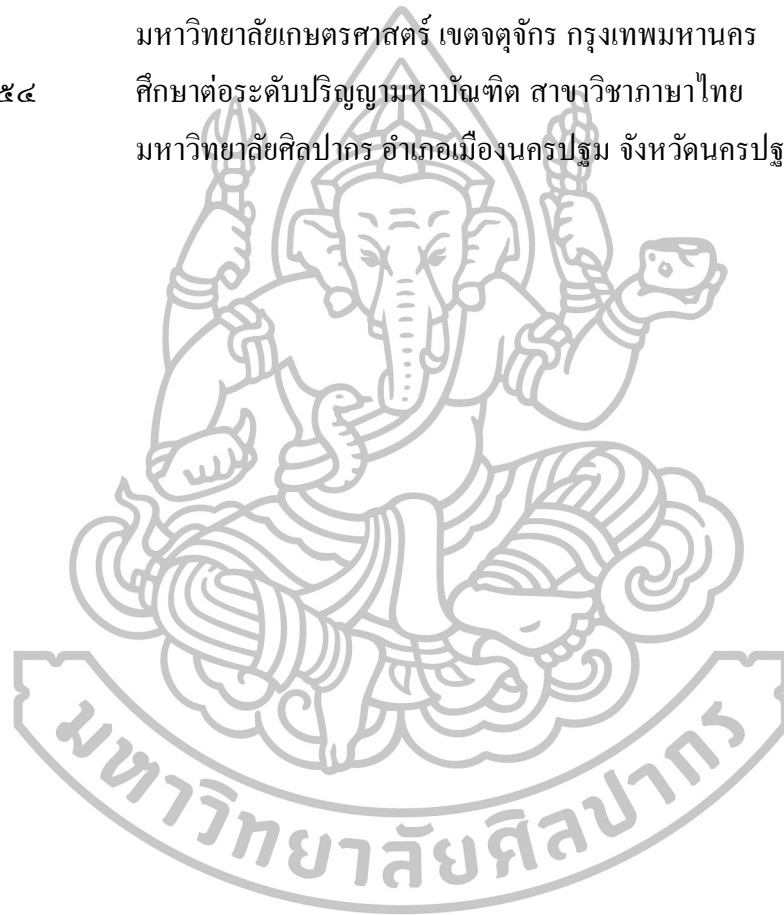 มหาวิทยาลัยเกษตรศาสตร์ เขตจตุจักร กรุงเทพมหานคร
๕๔ ศึกษาต่อระดับปริญญามหาบัณฑิต สาขาวิชาภาษาไทย
มหาวิทยาลัยศิลปากร อำเภอเมืองนครปฐม จังหวัดนครปฐ
มหาวิทยาลัยศิลปากร